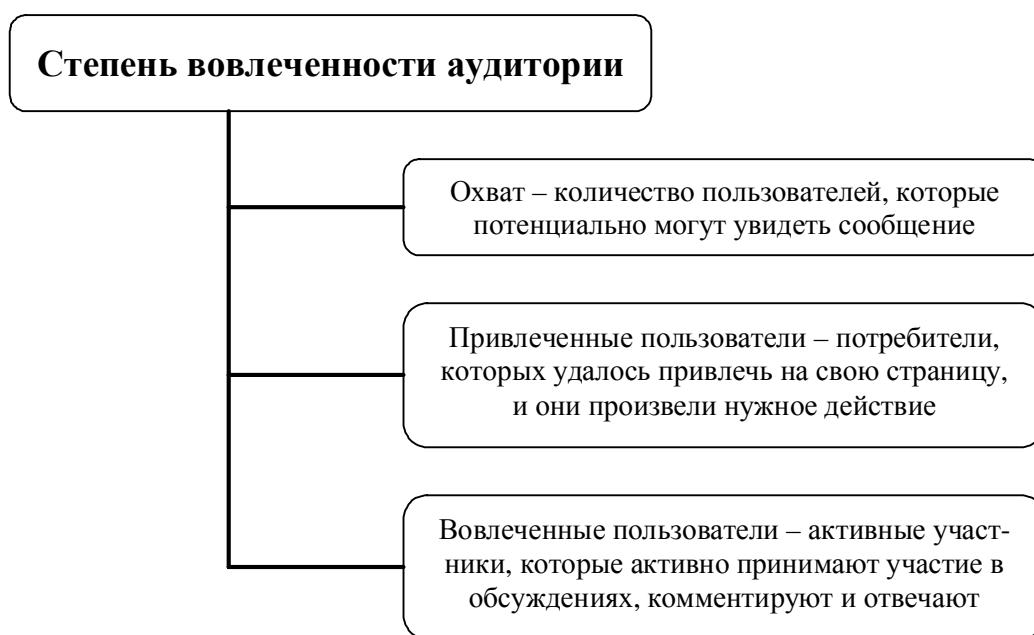 Степень вовлеченности аудитории
Охват – количество пользователей, которые
потенциально могут увидеть сообщение
Привлеченные пользователи – потребители,
которых удалось привлечь на свою страницу,
и они произвели нужное действие
Вовлеченные пользователи – активные участ-
ники, которые активно принимают участие в
обсуждениях, комментируют и отвечают